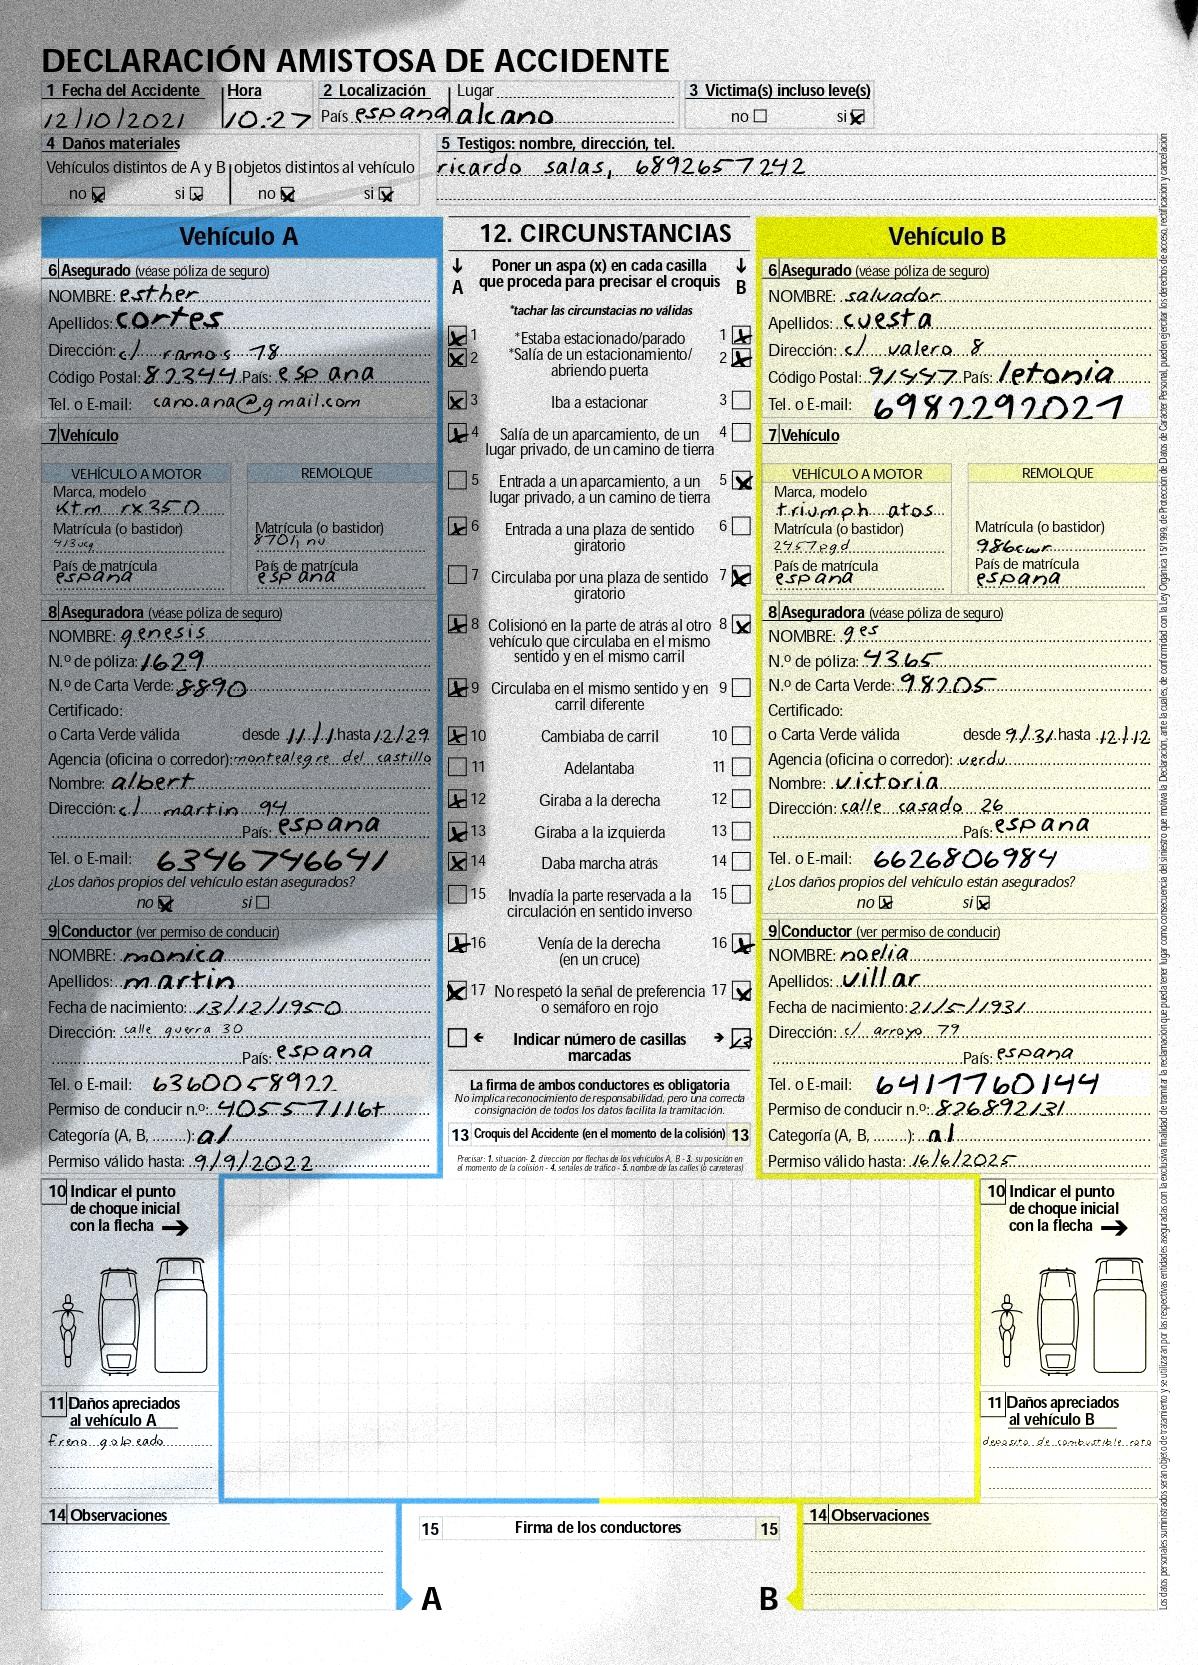 DECLARACIÓN AMISTOSA DE ACCIDENTE
1 Fecha del Accidente Hora 2 Localización Lugar 3 Victima(s) incluso leve(s)
12/10/2021 10:27 País espana alcano no si
4 Daños materiales 5 Testigos: nombre, dirección, tel.
Vehículos distintos de A y B objetos distintos al vehículo ricardo salas, 6892657242
no si no si
Vehículo A
6 Asegurado (véase póliza de seguro)
NOMBRE: esther
Apellidos: cortes
Dirección: c/ ramos 78
Código Postal: 82344 País: espana
Tel. o E-mail: cano.ana@gmail.com
7 Vehículo
VEHÍCULO A MOTOR REMOLQUE
Marca, modelo
ktm rx350
Matrícula (o bastidor) Matrícula (o bastidor)
413ucg
País de matrícula País de matrícula
espana espana
8 Aseguradora (véase póliza de seguro)
NOMBRE: genesis
N.º de póliza: 1629
N.º de Carta Verde: 8890
Certificado:
o Carta Verde válida desde 11/1 hasta 12/29
Agencia (oficina o corredor): montealegre del castillo
Nombre: albert
Dirección: c/ martin 94
País: espana
Tel. o E-mail: 6346746641
¿Los daños propios del vehículo están asegurados?
no si
9 Conductor (ver permiso de conducir)
NOMBRE: monica
Apellidos: martin
Fecha de nacimiento: 13/12/1950
Dirección: calle guerra 30
País: espana
Tel. o E-mail: 6360058922
Permiso de conducir n.º: 40557116t
Categoría (A, B, ........): a1
Permiso válido hasta: 9/9/2022
12. CIRCUNSTANCIAS
Poner un aspa (x) en cada casilla
A que proceda para precisar el croquis B
*tachar las circunstacias no válidas
1 *Estaba estacionado/parado 1
2 *Salía de un estacionamiento/ 2
abriendo puerta
3 Iba a estacionar 3
4 Salía de un aparcamiento, de un 4
lugar privado, de un camino de tierra
5 Entrada a un aparcamiento, a un 5
lugar privado, a un camino de tierra
6 Entrada a una plaza de sentido 6
giratorio
7 Circulaba por una plaza de sentido 7
giratorio
8 Colisionó en la parte de atrás al otro 8
vehículo que circulaba en el mismo
sentido y en el mismo carril
9 Circulaba en el mismo sentido y en 9
carril diferente
10 Cambiaba de carril 10
11 Adelantaba 11
12 Giraba a la derecha 12
13 Giraba a la izquierda 13
14 Daba marcha atrás 14
15 Invadía la parte reservada a la 15
circulación en sentido inverso
16 Venía de la derecha 16
(en un cruce)
17 No respetó la señal de preferencia 17
o semáforo en rojo
Indicar número de casillas 13
marcadas
La firma de ambos conductores es obligatoria
No implica reconocimiento de responsabilidad, pero una correcta
consignación de todos los datos facilita la tramitación.
13 Croquis del Accidente (en el momento de la colisión) 13
Precisar: 1. situación- 2. dirección por flechas de los vehículos A, B - 3. su posición en
el momento de la colisión - 4. señales de tráfico - 5. nombre de las calles (o carreteras)
Vehículo B
6 Asegurado (véase póliza de seguro)
NOMBRE: salvador
Apellidos: cuesta
Dirección: c/ valero 8
Código Postal: 91447 País: letonia
Tel. o E-mail: 6982292021
7 Vehículo
VEHÍCULO A MOTOR REMOLQUE
Marca, modelo
triumph atos
Matrícula (o bastidor) Matrícula (o bastidor)
2457pgd 986cwr
País de matrícula País de matrícula
espana espana
8 Aseguradora (véase póliza de seguro)
NOMBRE: ges
N.º de póliza: 4365
N.º de Carta Verde: 98205
Certificado:
o Carta Verde válida desde 9/31 hasta 12/12
Agencia (oficina o corredor): verdu
Nombre: victoria
Dirección: calle casado 26
País: espana
Tel. o E-mail: 6626806984
¿Los daños propios del vehículo están asegurados?
no si
9 Conductor (ver permiso de conducir)
NOMBRE: noelia
Apellidos: villar
Fecha de nacimiento: 21/5/1931
Dirección: c/ arroyo 79
País: espana
Tel. o E-mail: 6417760144
Permiso de conducir n.º: 82689213l
Categoría (A, B, ........): a1
Permiso válido hasta: 16/6/2025
10 Indicar el punto
de choque inicial
con la flecha
11 Daños apreciados
al vehículo A
freno golpeado
14 Observaciones
10 Indicar el punto
de choque inicial
con la flecha
11 Daños apreciados
al vehículo B
deposito de combustible roto
14 Observaciones
15 Firma de los conductores 15
A B
Los datos personales suministrados seran objeto de tratamiento y se utilizaran por las respectivas entidades aseguradas con la exclusiva finalidad de tramitar la reclamación que pueda tener lugar como consecuencia del siniestro que motiva la Declaración, ante la cuales, de conformidad con la Ley Orgánica 15/1999, de Protección de Datos de Carácter Personal, pueden ejercitar los derechos de acceso, rectificación y cancelación